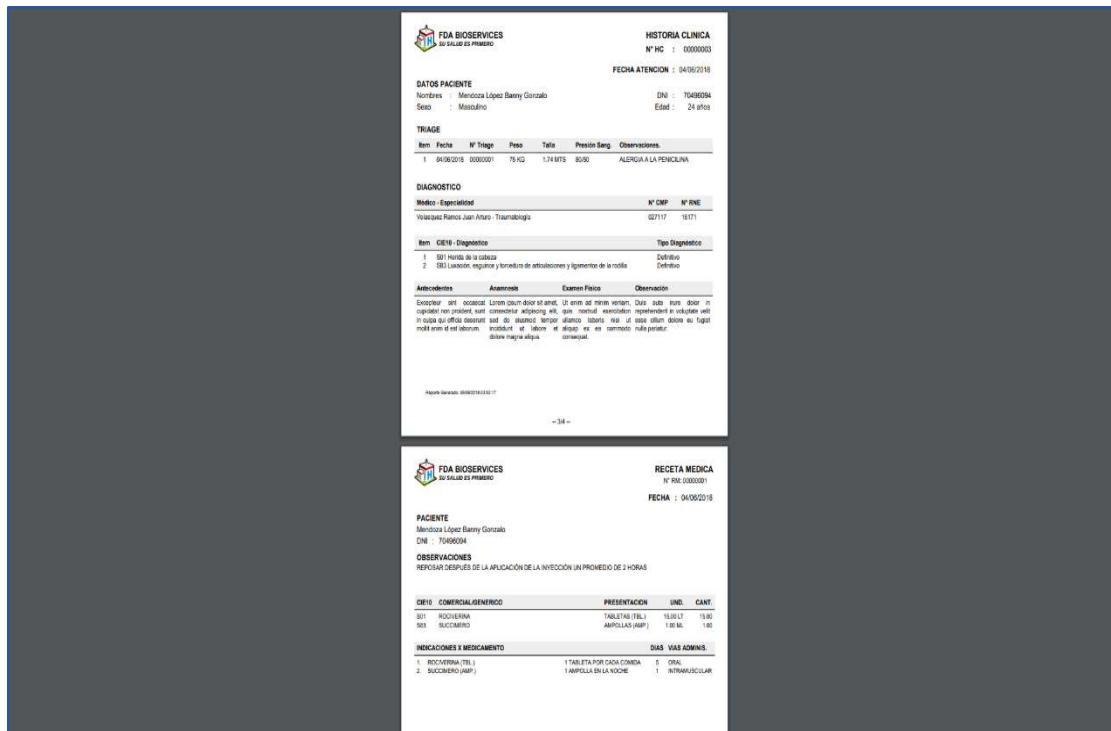 FDA BIOSERVICES
SU SALUD ES PRIMERO
HISTORIA CLINICA
N° HC : 00000003
FECHA ATENCION : 04/06/2018
DATOS PACIENTE
Nombres : Mendoza López Banny Gonzalo DNI : 70496094
Sexo : Masculino Edad : 24 años
TRIAGE
Item Fecha N° Triage Peso Talla Presión Sang. Observaciones.
1 04/06/2018 00000001 75 KG 1.74 MTS 80/50 ALERGIA A LA PENICILINA
DIAGNOSTICO
Médico - Especialidad N° CMP N° RNE
Velasquez Ramos Juan Arturo - Traumatología 027117 16171
Item CIE10 - Diagnóstico Tipo Diagnóstico
1 S01 Herida de la cabeza Definitivo
2 S83 Luxación, esguince y torcedura de articulaciones y ligamentos de la rodilla Definitivo
Antecedentes Anamnesis Examen Físico Observación
Excepteur sint occaecat Lorem ipsum dolor sit amet, Ut enim ad minim veniam, Duis aute irure dolor in
cupidatat non proident, sunt consectetur adipiscing elit, quis nostrud exercitation reprehenderit in voluptate velit
in culpa qui officia deserunt sed do eiusmod tempor ullamco laboris nisi ut esse cillum dolore eu fugiat
mollit anim id est laborum. incididunt ut labore et aliquip ex ea commodo nulla pariatur.
dolore magna aliqua. consequat.
Reporte Generado:
-- 3/4 --
FDA BIOSERVICES
SU SALUD ES PRIMERO
RECETA MEDICA
N° RM: 00000001
FECHA : 04/06/2018
PACIENTE
Mendoza López Banny Gonzalo
DNI : 70496094
OBSERVACIONES
REPOSAR DESPUÉS DE LA APLICACIÓN DE LA INYECCIÓN UN PROMEDIO DE 2 HORAS
CIE10 COMERCIAL/GENERICO PRESENTACION UND. CANT.
S01 ROCIVERINA TABLETAS (TBL.) 15.00 LT 15.00
S83 SUCCIMERO AMPOLLAS (AMP.) 1.00 ML 1.00
INDICACIONES X MEDICAMENTO DIAS VIAS ADMINIS.
1. ROCIVERINA (TBL.) 1 TABLETA POR CADA COMIDA 5 ORAL
2. SUCCIMERO (AMP.) 1 AMPOLLA EN LA NOCHE 1 INTRAMUSCULAR